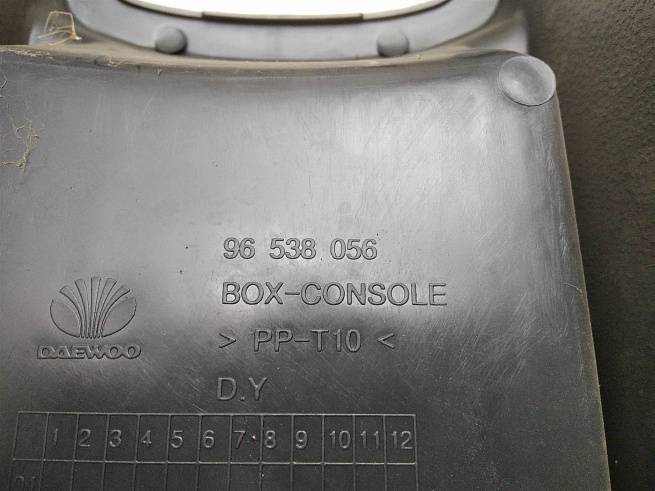 96 538 056
BOX-CONSOLE
DAEWOO
> PP-T10 <
D.Y
1 2 3 4 5 6 7 8 9 10 11 12
01